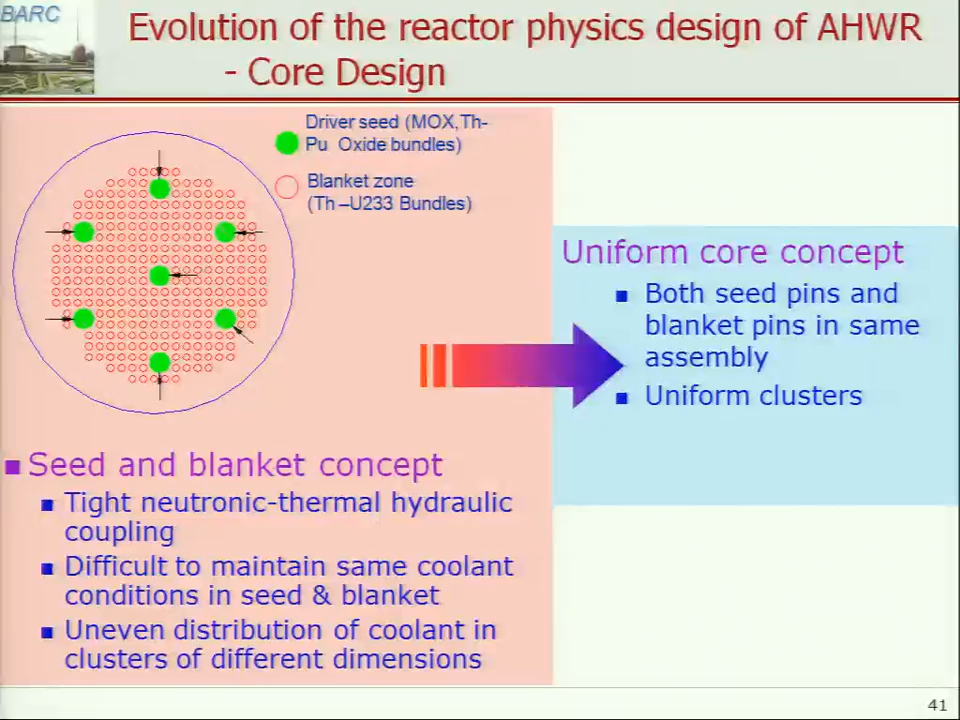 BARC
Evolution of the reactor physics design of AHWR
- Core Design
Driver seed (MOX,Th-
Pu Oxide bundles)
Blanket zone
(Th –U233 Bundles)
Uniform core concept
Both seed pins and
blanket pins in same
assembly
Uniform clusters
Seed and blanket concept
Tight neutronic-thermal hydraulic
coupling
Difficult to maintain same coolant
conditions in seed & blanket
Uneven distribution of coolant in
clusters of different dimensions
41